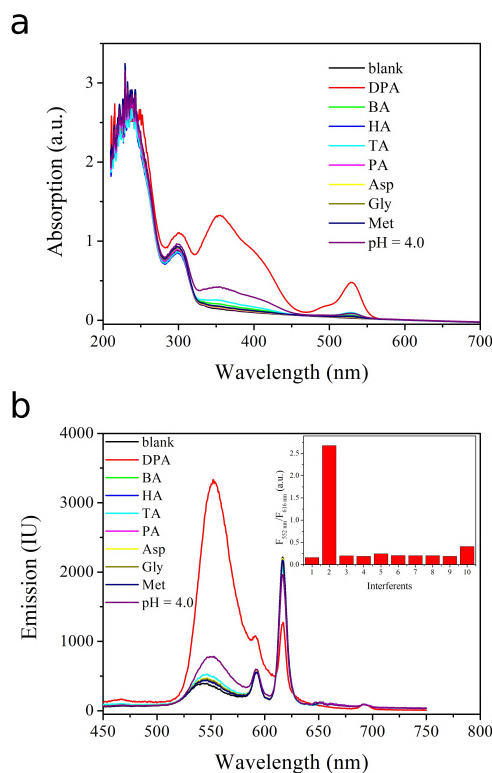 a
3
2
1
0
200 300 400 500 600 700
Absorption (a.u.)
Wavelength (nm)
blank
DPA
BA
HA
TA
PA
Asp
Gly
Met
pH = 4.0
b
4000
3000
2000
1000
0
450 500 550 600 650 700 750 800
Emission (IU)
Wavelength (nm)
blank
DPA
BA
HA
TA
PA
Asp
Gly
Met
pH = 4.0
2.5
2.0
1.5
1.0
0.5
0.0
1 2 3 4 5 6 7 8 9 10
F552 nm/F616 nm (a.u.)
Interferents